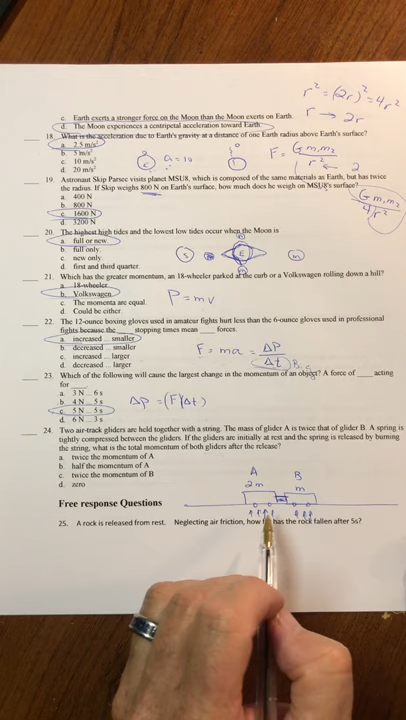 r² = (2r)² = 4r²
r → 2r
c. Earth exerts a stronger force on the Moon than the Moon exerts on Earth.
d. The Moon experiences a centripetal acceleration toward Earth.
18. What is the acceleration due to Earth's gravity at a distance of one Earth radius above Earth's surface?
a. 2.5 m/s²
b. 5 m/s²
c. 10 m/s²
d. 20 m/s²
a = 10
F = G m₁ m₂
r²
2
19. Astronaut Skip Parsec visits planet MSU8, which is composed of the same materials as Earth, but has twice
the radius. If Skip weighs 800 N on Earth's surface, how much does he weigh on MSU8's surface?
a. 400 N
b. 800 N
c. 1600 N
d. 3200 N
G m₁ m₂
4r²
20. The highest high tides and the lowest low tides occur when the Moon is
a. full or new.
b. full only.
c. new only.
d. first and third quarter.
S
E
m
21. Which has the greater momentum, an 18-wheeler parked at the curb or a Volkswagen rolling down a hill?
a. 18-wheeler
b. Volkswagen
c. The momenta are equal.
d. Could be either.
P = mv
22. The 12-ounce boxing gloves used in amateur fights hurt less than the 6-ounce gloves used in professional
fights because the ____ stopping times mean ____ forces.
a. increased ... smaller
b. decreased ... smaller
c. increased ... larger
d. decreased ... larger
F = ma = ΔP
Δt
23. Which of the following will cause the largest change in the momentum of an object? A force of ____ acting
for ____.
a. 3 N ... 6 s
b. 4 N ... 5 s
c. 5 N ... 5 s
d. 6 N ... 3 s
ΔP = (F)(Δt)
24. Two air-track gliders are held together with a string. The mass of glider A is twice that of glider B. A spring is
tightly compressed between the gliders. If the gliders are initially at rest and the spring is released by burning
the string, what is the total momentum of both gliders after the release?
a. twice the momentum of A
b. half the momentum of A
c. twice the momentum of B
d. zero
A
2m
B
m
Free response Questions
25. A rock is released from rest. Neglecting air friction, how has the rock fallen after 5s?